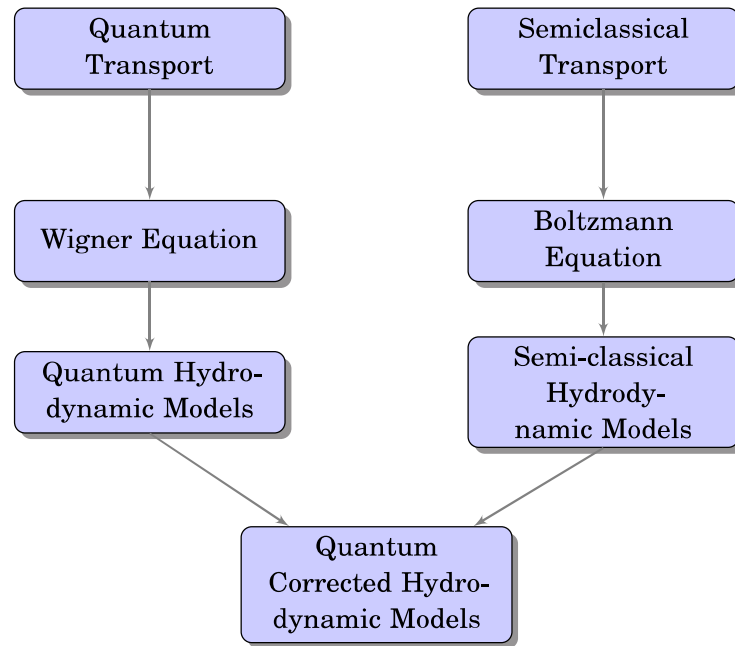 Quantum
Transport
Semiclassical
Transport
Wigner Equation
Boltzmann
Equation
Quantum Hydro-
dynamic Models
Semi-classical
Hydrody-
namic Models
Quantum
Corrected Hydro-
dynamic Models